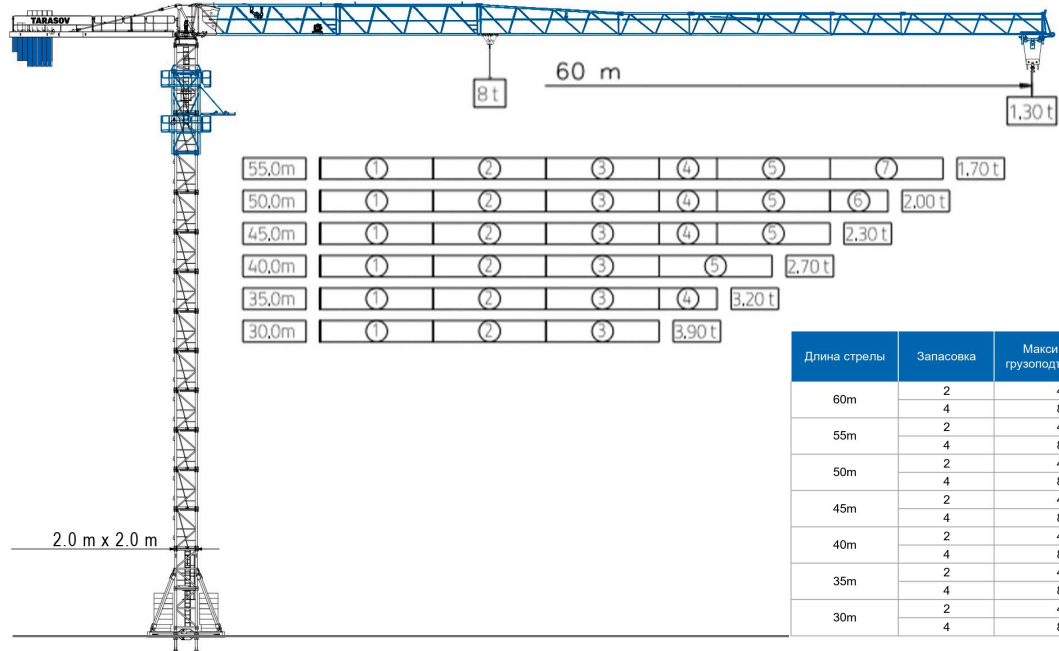 TARASOV
60 m
8 t
1.30 t
55.0m 1 2 3 4 5 7 1.70 t
50.0m 1 2 3 4 5 6 2.00 t
45.0m 1 2 3 4 5 2.30 t
40.0m 1 2 3 5 2.70 t
35.0m 1 2 3 4 3.20 t
30.0m 1 2 3 3.90 t
2.0 m x 2.0 m
Длина стрелы Запасовка
60m 2
4
55m 2
4
50m 2
4
45m 2
4
40m 2
4
35m 2
4
30m 2
4